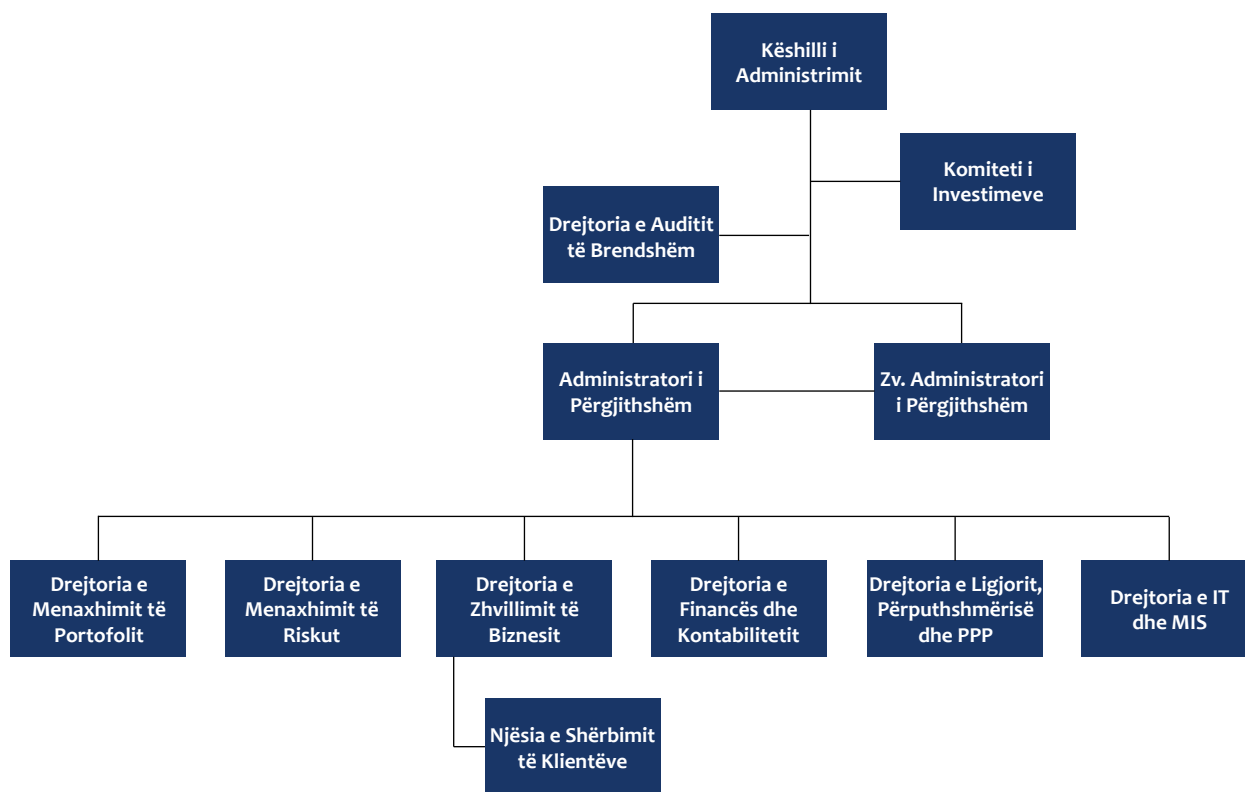 Këshilli i
Administrimit
Komiteti i
Investimeve
Drejtoria e Auditit
të Brendshëm
Administratori i
Përgjithshëm
Zv. Administratori
i Përgjithshëm
Drejtoria e
Menaxhimit të
Portofolit
Drejtoria e
Menaxhimit të
Riskut
Drejtoria e
Zhvillimit të
Biznesit
Drejtoria e
Financës dhe
Kontabilitetit
Drejtoria e Ligjorit,
Përputhshmërisë
dhe PPP
Drejtoria e IT
dhe MIS
Njësia e Shërbimit
të Klientëve